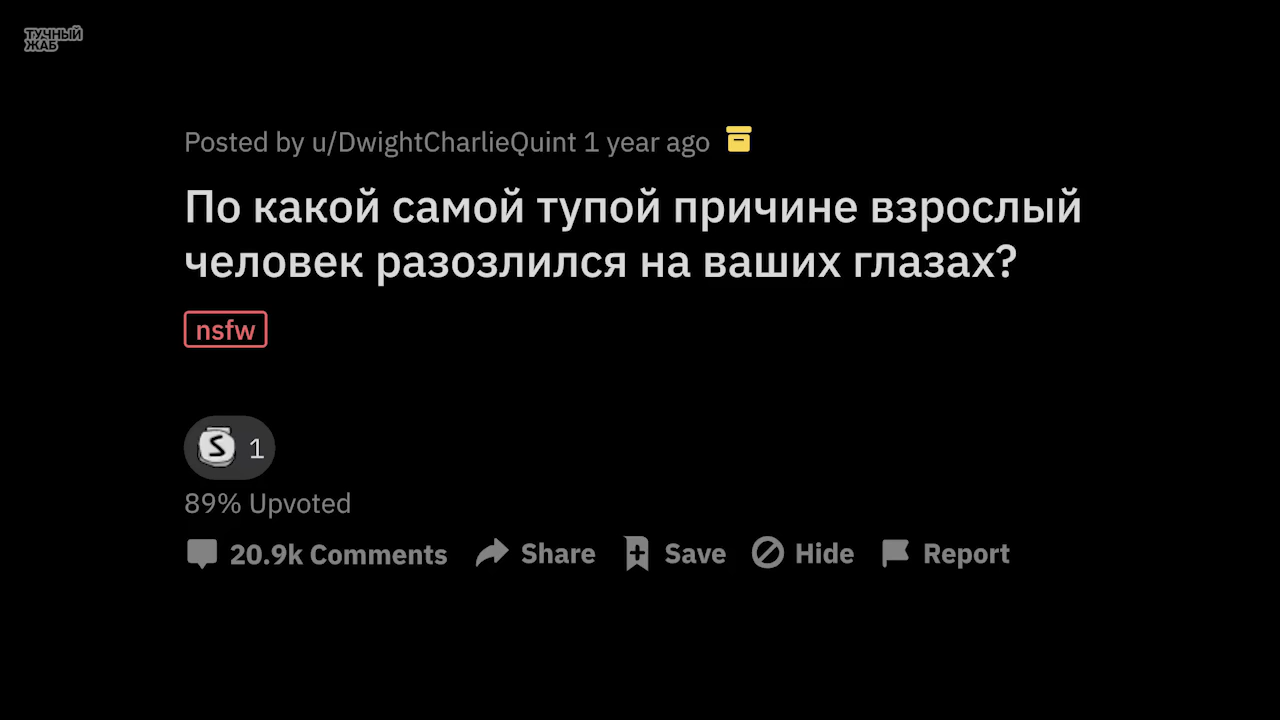 ТУЧНЫЙ
ЖАБ
Posted by u/DwightCharlieQuint 1 year ago
По какой самой тупой причине взрослый
человек разозлился на ваших глазах?
nsfw
S 1
89% Upvoted
20.9k Comments Share Save Hide Report